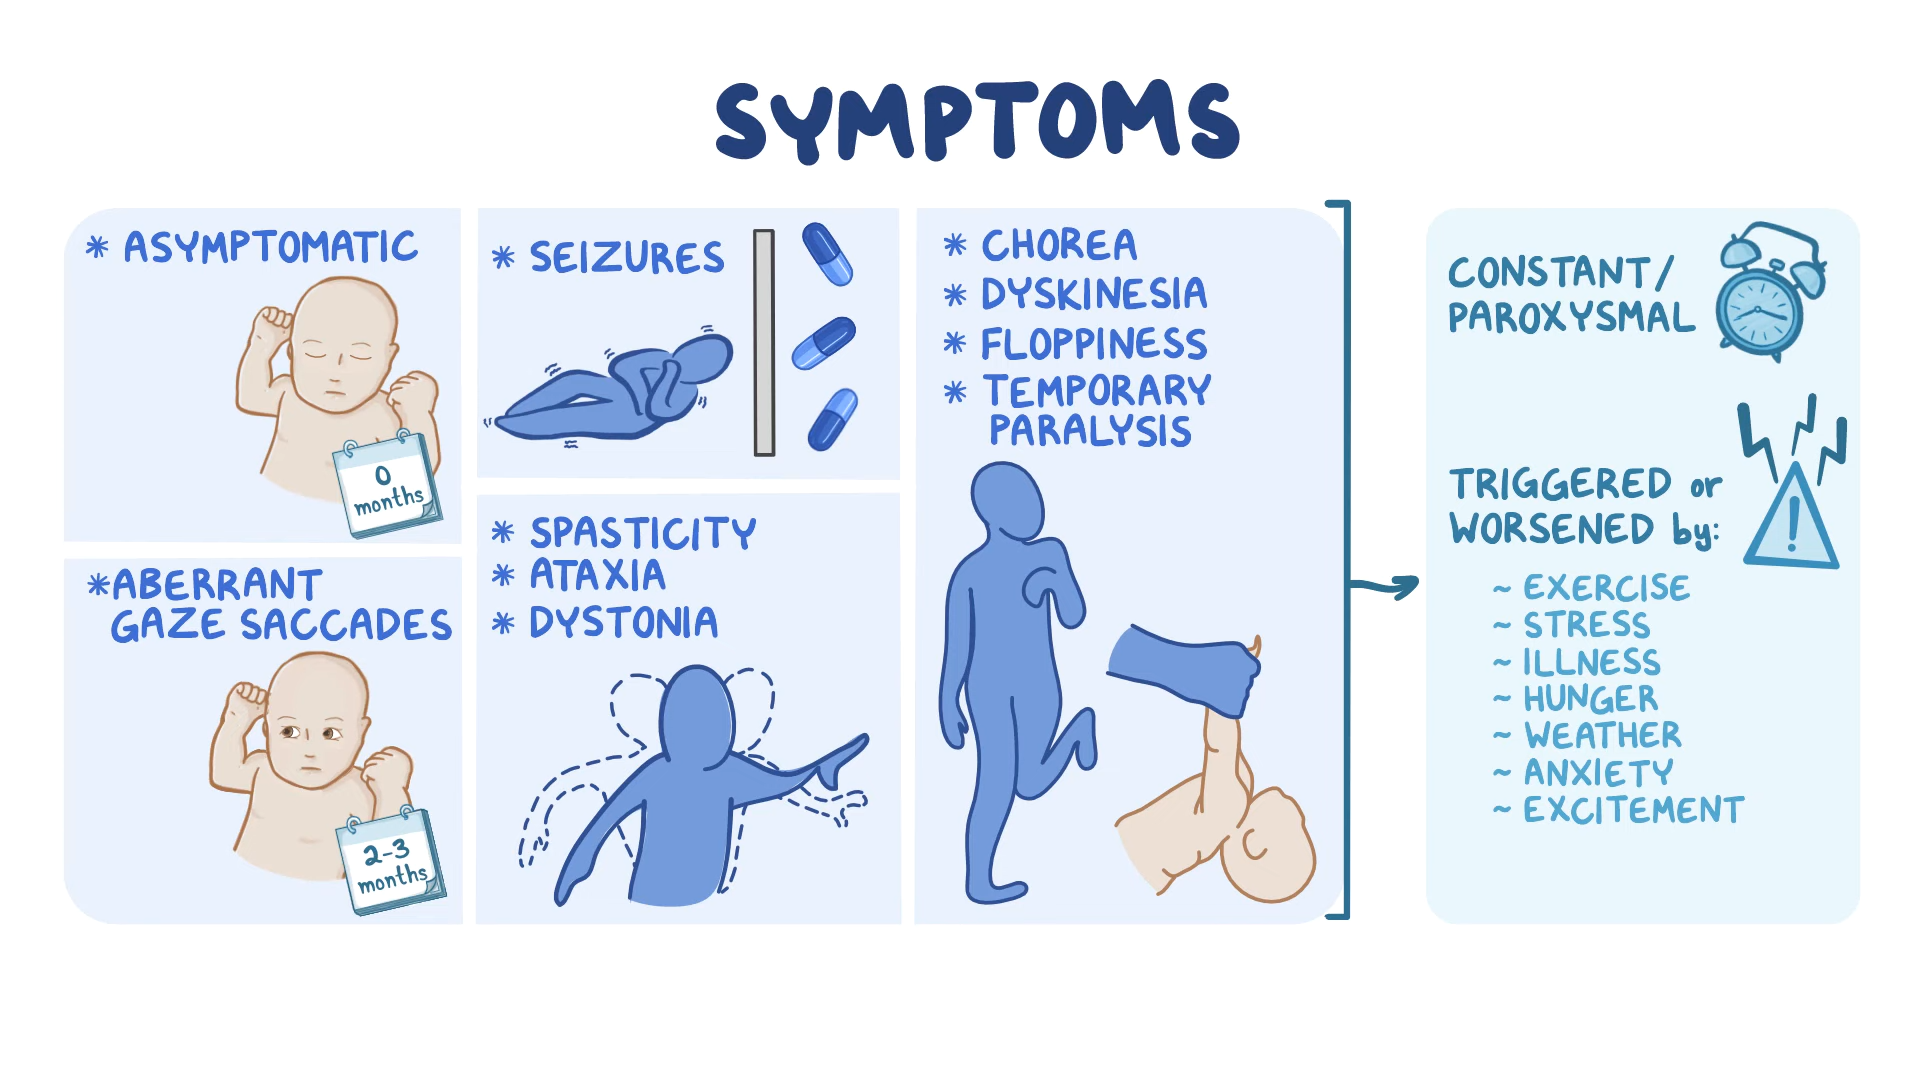 SYMPTOMS
* ASYMPTOMATIC
0
months
*ABERRANT
GAZE SACCADES
2-3
months
* SEIZURES
* SPASTICITY
* ATAXIA
* DYSTONIA
* CHOREA
* DYSKINESIA
* FLOPPINESS
* TEMPORARY
PARALYSIS
CONSTANT/
PAROXYSMAL
TRIGGERED or
WORSENED by:
~ EXERCISE
~ STRESS
~ ILLNESS
~ HUNGER
~ WEATHER
~ ANXIETY
~ EXCITEMENT